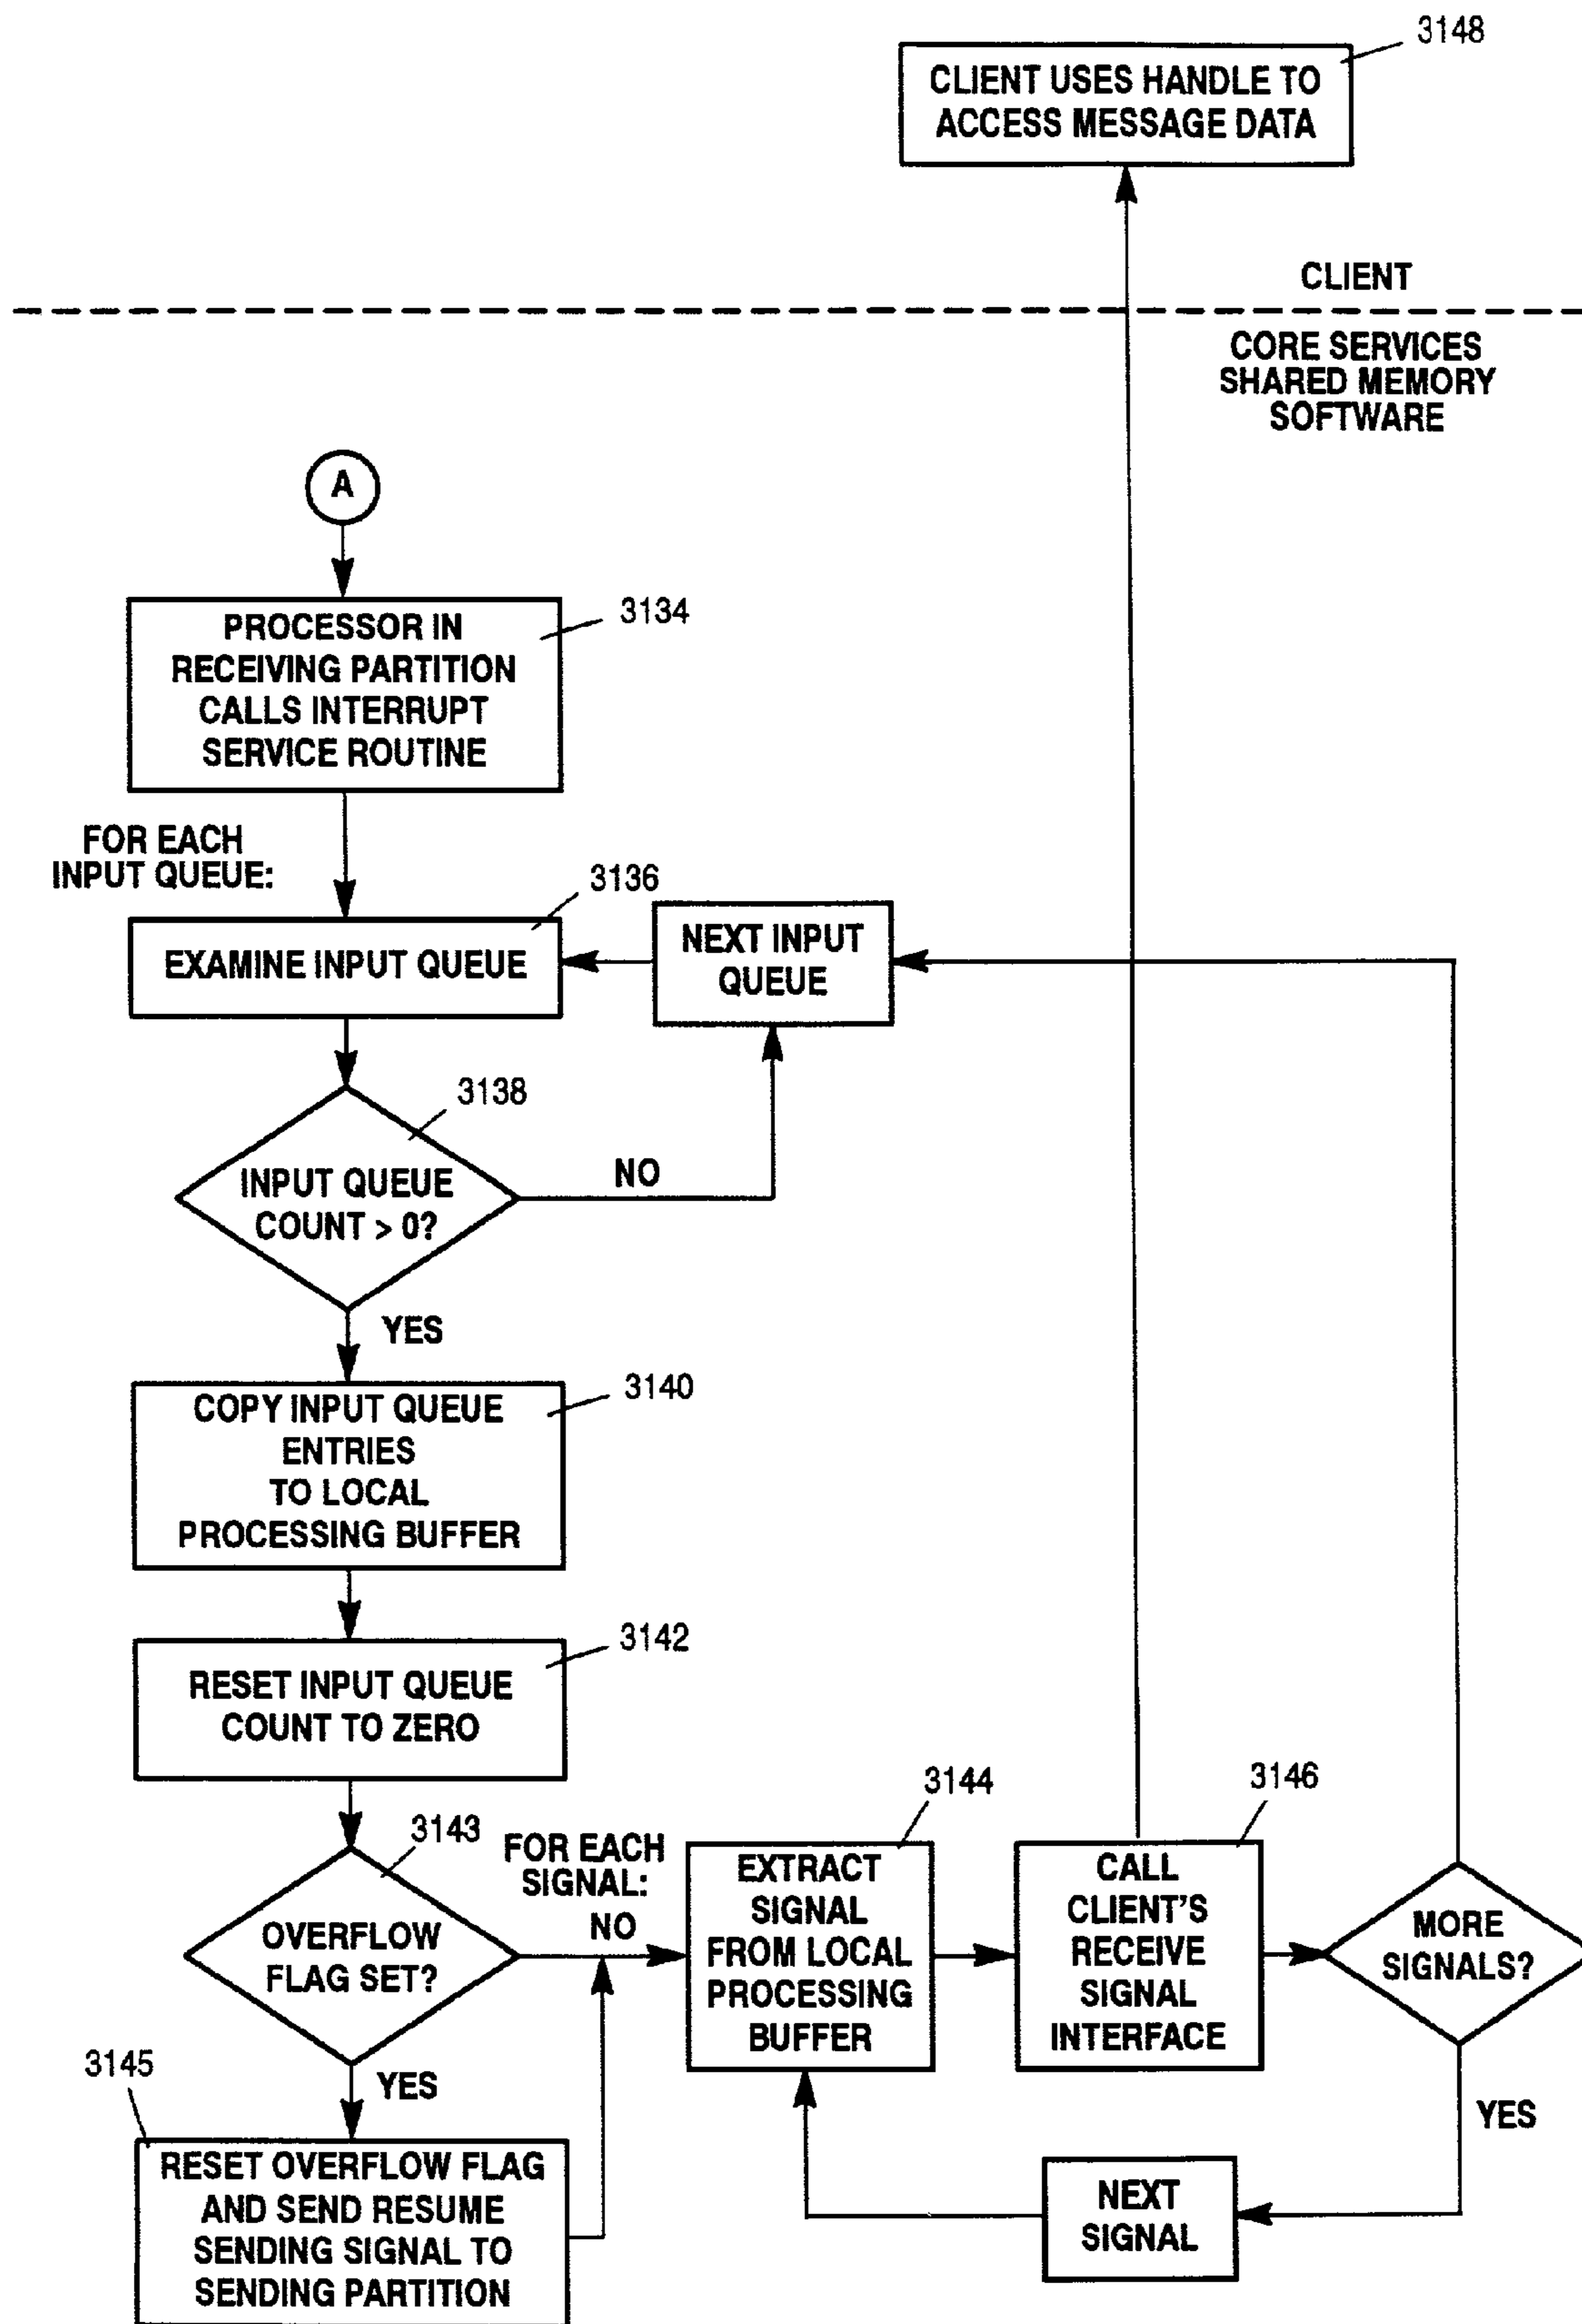 3148
CLIENT USES HANDLE TO
ACCESS MESSAGE DATA
CLIENT
CORE SERVICES
SHARED MEMORY
SOFTWARE
A
PROCESSOR IN
RECEIVING PARTITION
CALLS INTERRUPT
SERVICE ROUTINE
3134
FOR EACH
INPUT QUEUE:
3136
EXAMINE INPUT QUEUE
NEXT INPUT
QUEUE
3138
INPUT QUEUE
COUNT > 0?
NO
YES
COPY INPUT QUEUE
ENTRIES
TO LOCAL
PROCESSING BUFFER
3140
3142
RESET INPUT QUEUE
COUNT TO ZERO
3143
OVERFLOW
FLAG SET?
FOR EACH
SIGNAL:
NO
3144
EXTRACT
SIGNAL
FROM LOCAL
PROCESSING
BUFFER
3146
CALL
CLIENT'S
RECEIVE
SIGNAL
INTERFACE
MORE
SIGNALS?
YES
NEXT
SIGNAL
YES
3145
RESET OVERFLOW FLAG
AND SEND RESUME
SENDING SIGNAL TO
SENDING PARTITION